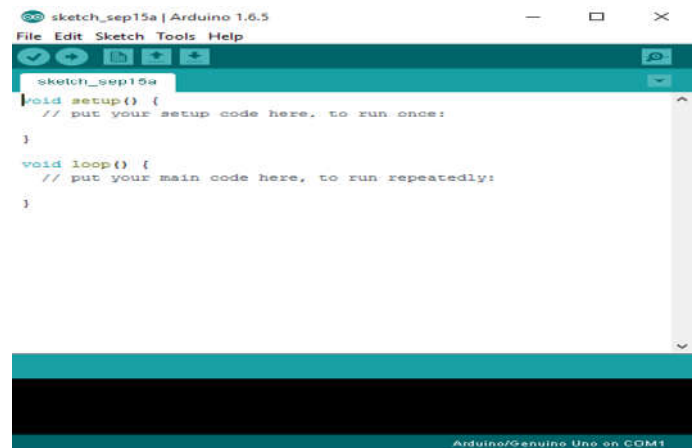 sketch_sep15a | Arduino 1.6.5
File Edit Sketch Tools Help
sketch_sep15a
void setup() {
  // put your setup code here, to run once:
}
void loop() {
  // put your main code here, to run repeatedly:
}
Arduino/Genuino Uno on COM1